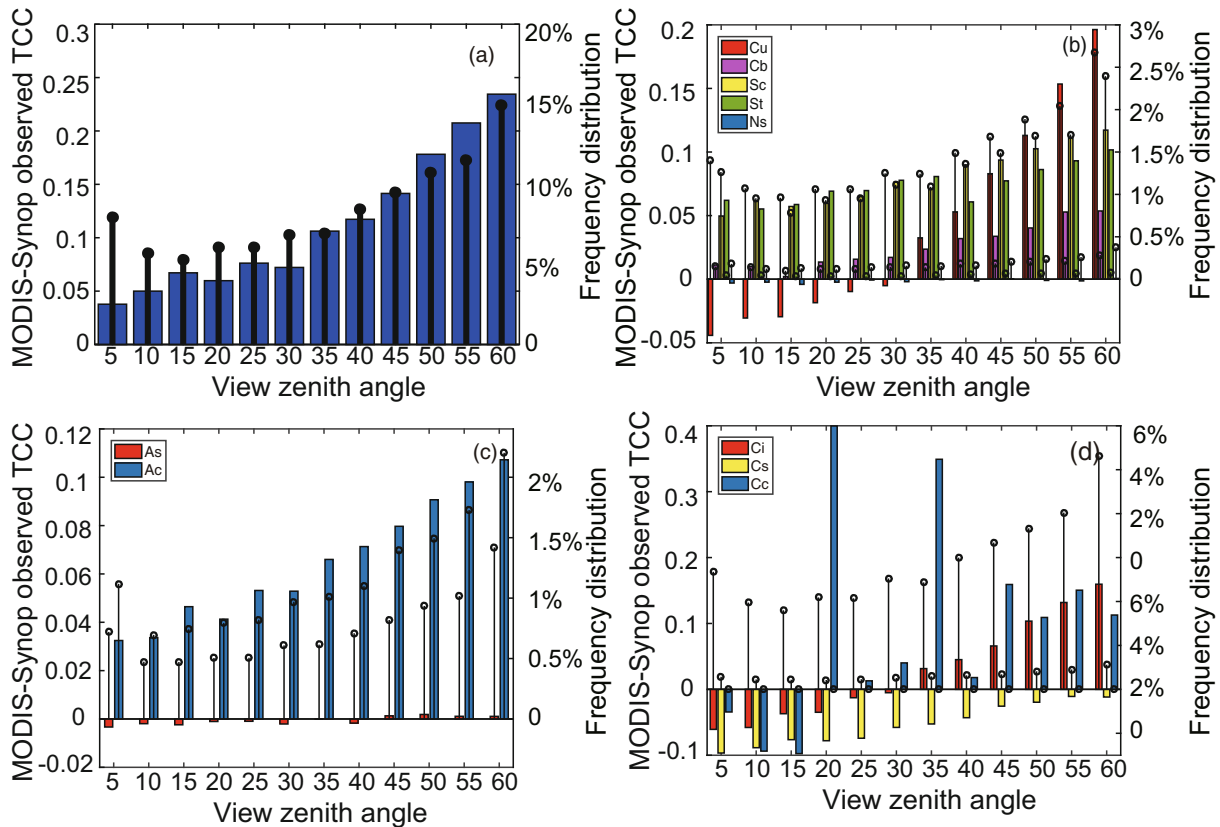 MODIS-Synop observed TCC
0.3
0.25
0.2
0.15
0.1
0.05
0
(a)
20%
15%
10%
5%
0
Frequency distribution
5 10 15 20 25 30 35 40 45 50 55 60
View zenith angle
MODIS-Synop observed TCC
0.2
0.15
0.1
0.05
0
-0.05
Cu
Cb
Sc
St
Ns
(b)
3%
2.5%
2%
1.5%
1%
0.5%
0
Frequency distribution
5 10 15 20 25 30 35 40 45 50 55 60
View zenith angle
MODIS-Synop observed TCC
0.12
0.1
0.08
0.06
0.04
0.02
0
-0.02
As
Ac
(c)
2%
1.5%
1%
0.5%
0
Frequency distribution
5 10 15 20 25 30 35 40 45 50 55 60
View zenith angle
MODIS-Synop observed TCC
0.4
0.3
0.2
0.1
0
-0.1
Ci
Cs
Cc
(d)
6%
4%
2%
0
6%
4%
2%
0
Frequency distribution
5 10 15 20 25 30 35 40 45 50 55 60
View zenith angle